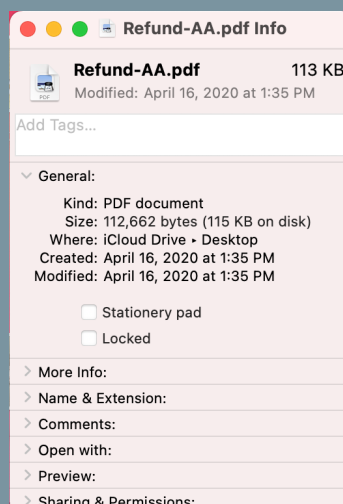 Refund-AA.pdf Info
Refund-AA.pdf 113 KB
Modified: April 16, 2020 at 1:35 PM
PDF
Add Tags...
General:
Kind: PDF document
Size: 112,662 bytes (115 KB on disk)
Where: iCloud Drive ▸ Desktop
Created: April 16, 2020 at 1:35 PM
Modified: April 16, 2020 at 1:35 PM
Stationery pad
Locked
More Info:
Name & Extension:
Comments:
Open with:
Preview:
Sharing & Permissions: